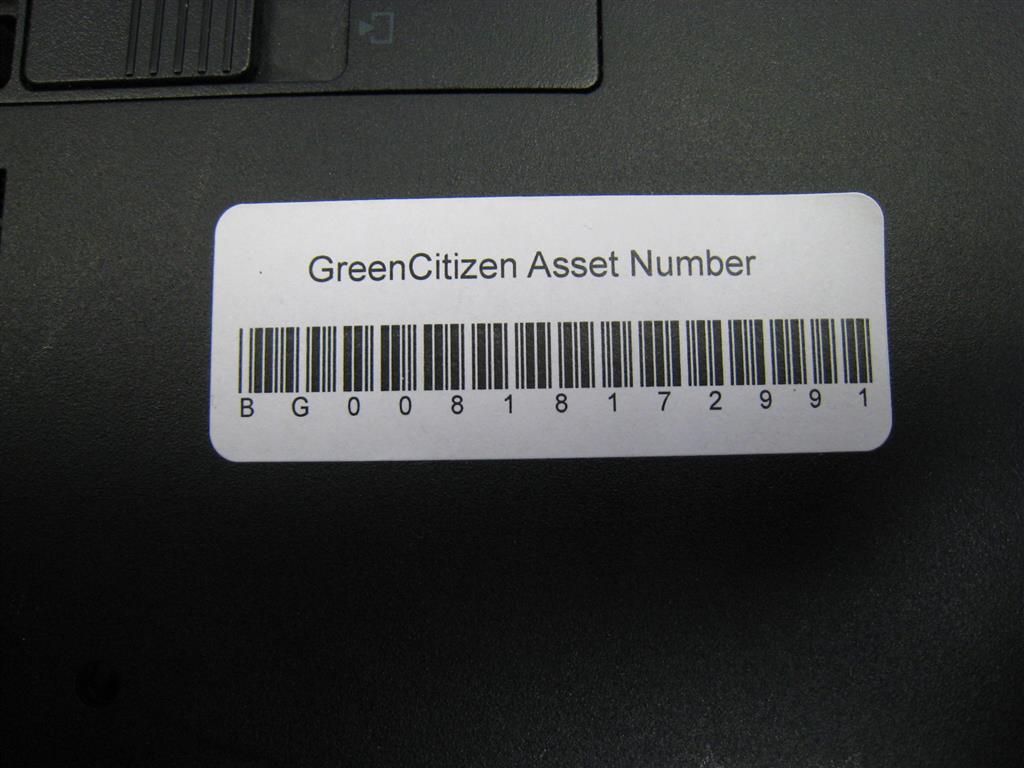 GreenCitizen Asset Number
B G 0 0 8 1 8 1 7 2 9 9 1